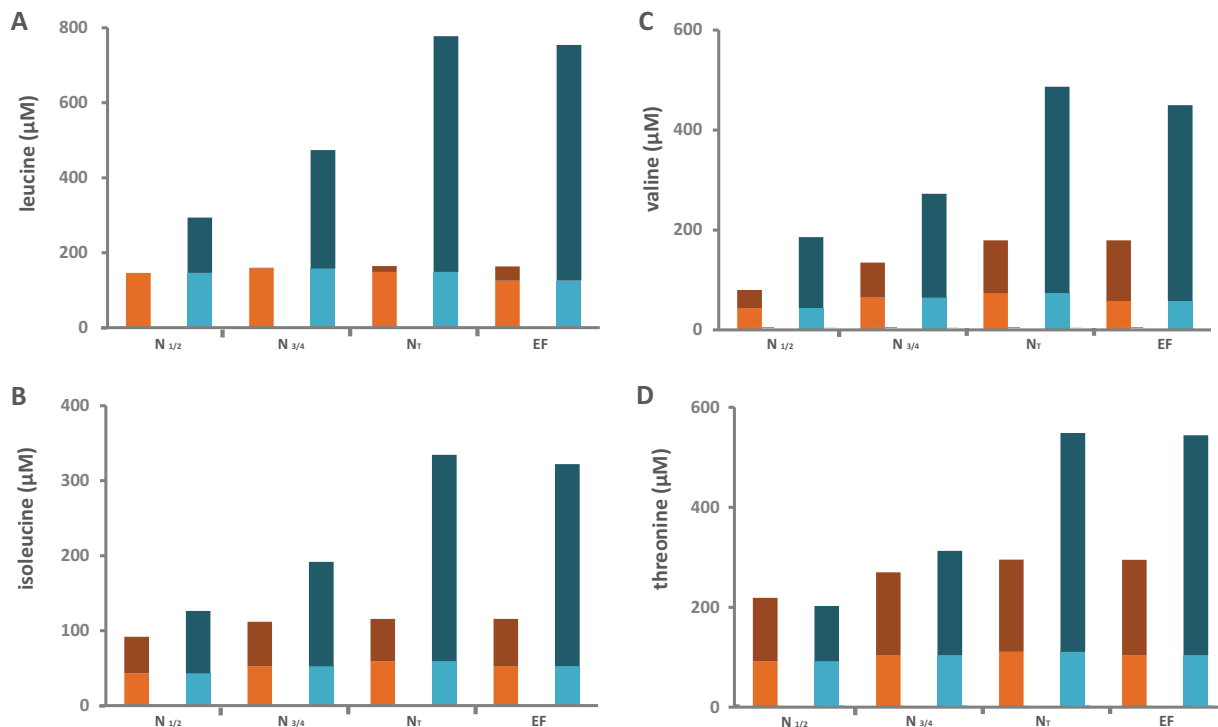 A
leucine (µM)
800
600
400
200
0
N 1/2
N 3/4
NT
EF
C
valine (µM)
600
400
200
0
N 1/2
N 3/4
NT
EF
B
isoleucine (µM)
400
300
200
100
0
N 1/2
N 3/4
NT
EF
D
threonine (µM)
600
400
200
0
N 1/2
N 3/4
NT
EF